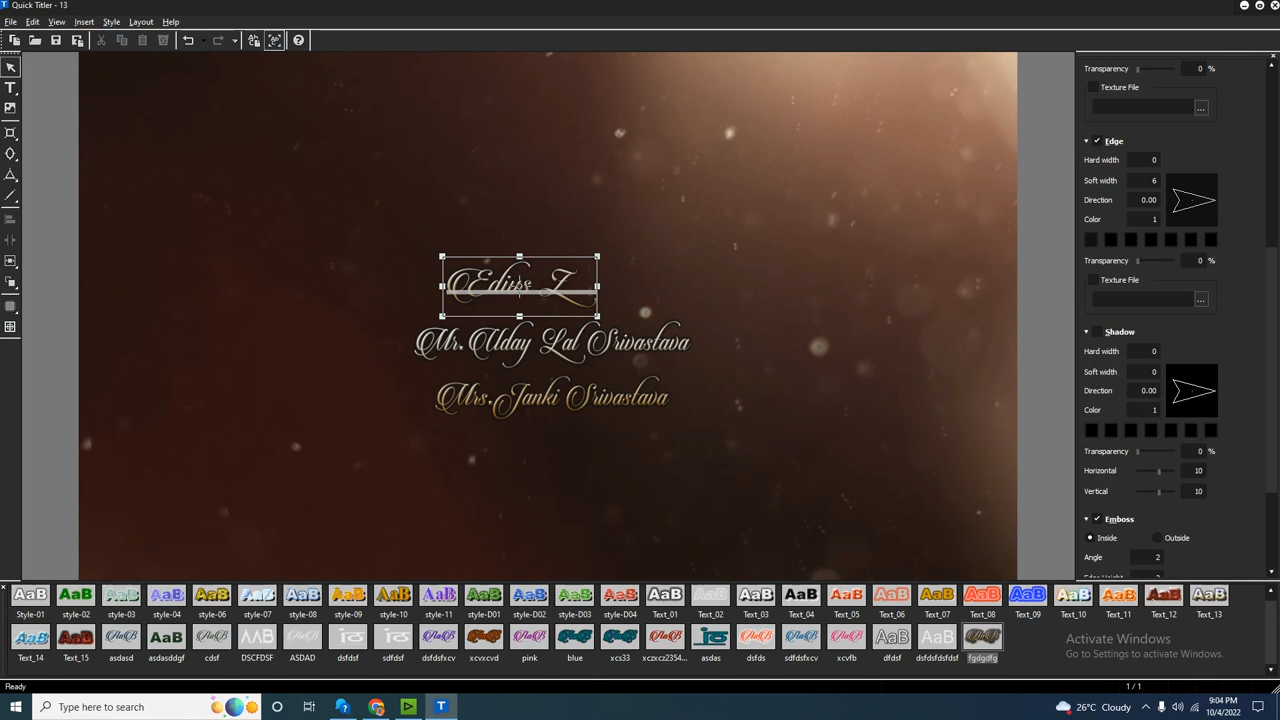 Quick Titler - 13
File Edit View Insert Style Layout Help
Transparency 0 %
Texture File
...
Edge
Hard width 0
Soft width 6
Direction 0.00
Color 1
Transparency 0 %
Texture File
...
Shadow
Hard width 0
Soft width 0
Direction 0.00
Color 1
Transparency 0 %
Horizontal 10
Vertical 10
Emboss
Inside Outside
Angle 2
Mr. Uday Lal Srivastava
Mrs. Janki Srivastava
Style-01 style-02 style-03 style-04 style-06 style-07 style-08 style-09 style-10 style-11 style-D01 style-D02 style-D03 style-D04 Text_01 Text_02 Text_03 Text_04 Text_05 Text_06 Text_07 Text_08 Text_09 Text_10 Text_11 Text_12 Text_13
Text_14 Text_15 asdasd asdasddgf cdsf DSCFDSF ASDAD dsfdsf sdfdsf dsfdsfxcv xcvxcvd pink blue xcs33 xczxcz2354... asdas dsfds sdfdsfxcv xcvfb dfdsf dsfdsfdsfdsf fgdgdfg
Activate Windows
Go to Settings to activate Windows.
Ready
1 / 1
Type here to search
26°C Cloudy
9:04 PM
10/4/2022